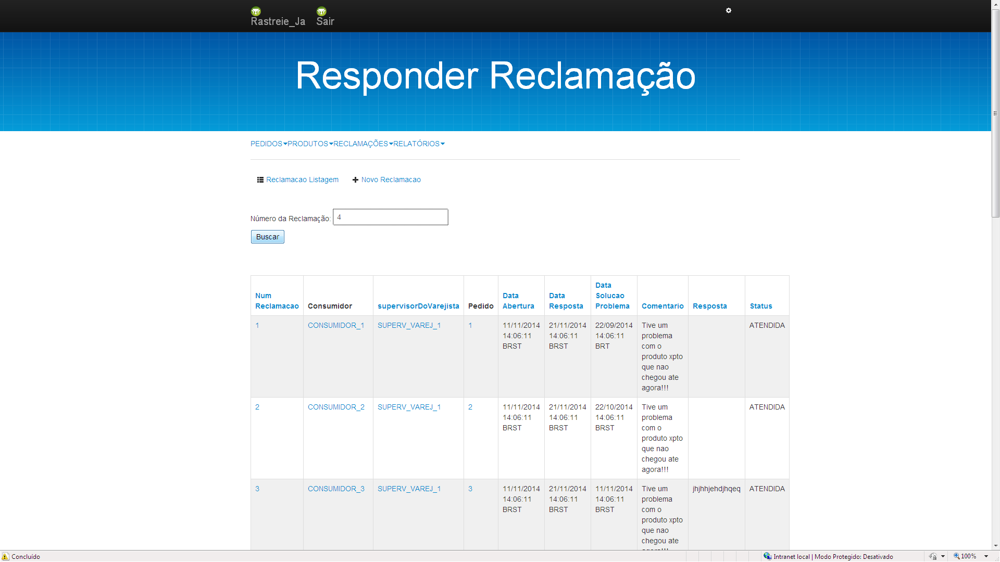 Rastreie_Ja Sair
Responder Reclamação
PEDIDOS PRODUTOS RECLAMAÇÕES RELATÓRIOS
Reclamacao Listagem Novo Reclamacao
Número da Reclamação: 4
Buscar
Num Reclamacao Consumidor supervisorDoVarejista Pedido Data Abertura Data Resposta Data Solucao Problema Comentario Resposta Status
1 CONSUMIDOR_1 SUPERV_VAREJ_1 1 11/11/2014 14:06:11 BRST 21/11/2014 14:06:11 BRST 22/09/2014 14:06:11 BRT Tive um problema com o produto xpto que nao chegou ate agora!!! ATENDIDA
2 CONSUMIDOR_2 SUPERV_VAREJ_1 2 11/11/2014 14:06:11 BRST 21/11/2014 14:06:11 BRST 22/10/2014 14:06:11 BRST Tive um problema com o produto xpto que nao chegou ate agora!!! ATENDIDA
3 CONSUMIDOR_3 SUPERV_VAREJ_1 3 11/11/2014 14:06:11 BRST 21/11/2014 14:06:11 BRST 11/11/2014 14:06:11 BRST Tive um problema com o produto xpto que nao chegou ate jhjhhjehdjhqeq ATENDIDA
Concluído Intranet local | Modo Protegido: Desativado 100%